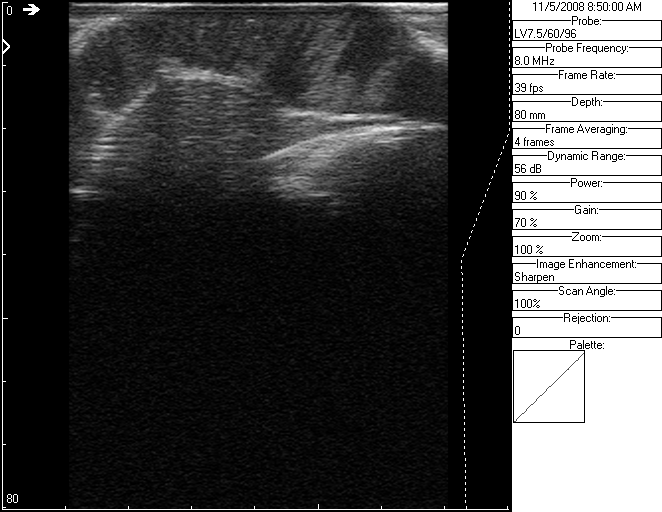 0
80
11/5/2008 8:50:00 AM
Probe:
LV7.5/60/96
Probe Frequency:
8.0 MHz
Frame Rate:
39 fps
Depth:
80 mm
Frame Averaging:
4 frames
Dynamic Range:
56 dB
Power:
90 %
Gain:
70 %
Zoom:
100 %
Image Enhancement:
Sharpen
Scan Angle:
100%
Rejection:
0
Palette: